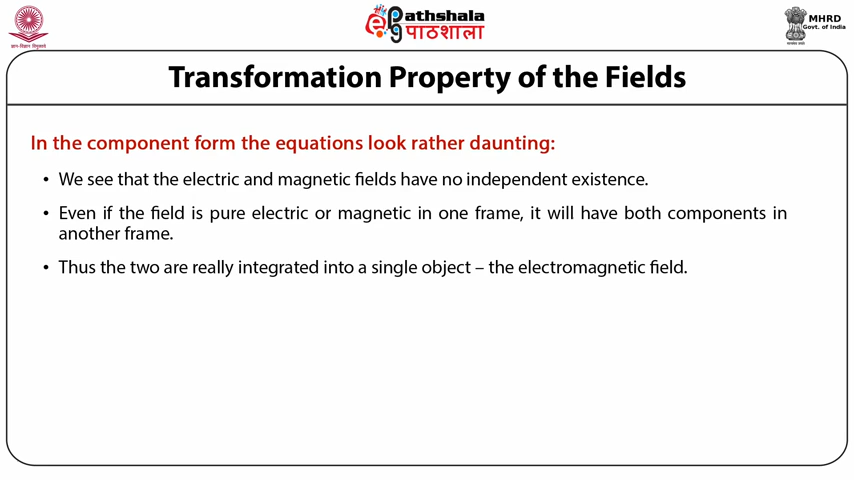 ePathshala
पाठशाला
MHRD
Govt. of India
Transformation Property of the Fields
In the component form the equations look rather daunting:
• We see that the electric and magnetic fields have no independent existence.
• Even if the field is pure electric or magnetic in one frame, it will have both components in
another frame.
• Thus the two are really integrated into a single object – the electromagnetic field.